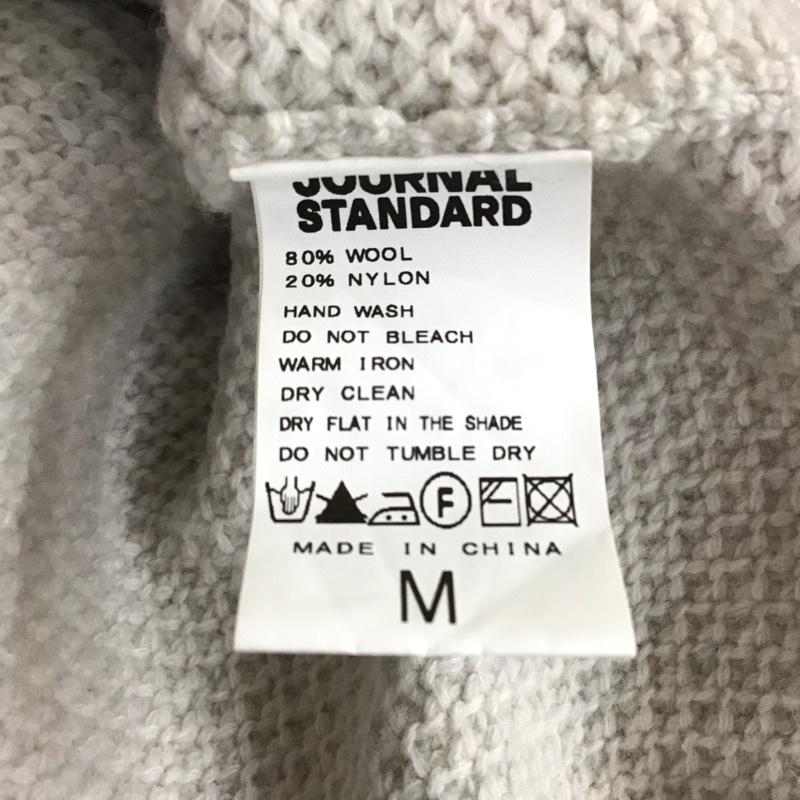 JOURNAL
STANDARD
80% WOOL
20% NYLON
HAND WASH
DO NOT BLEACH
WARM IRON
DRY CLEAN
DRY FLAT IN THE SHADE
DO NOT TUMBLE DRY
F
MADE IN CHINA
M